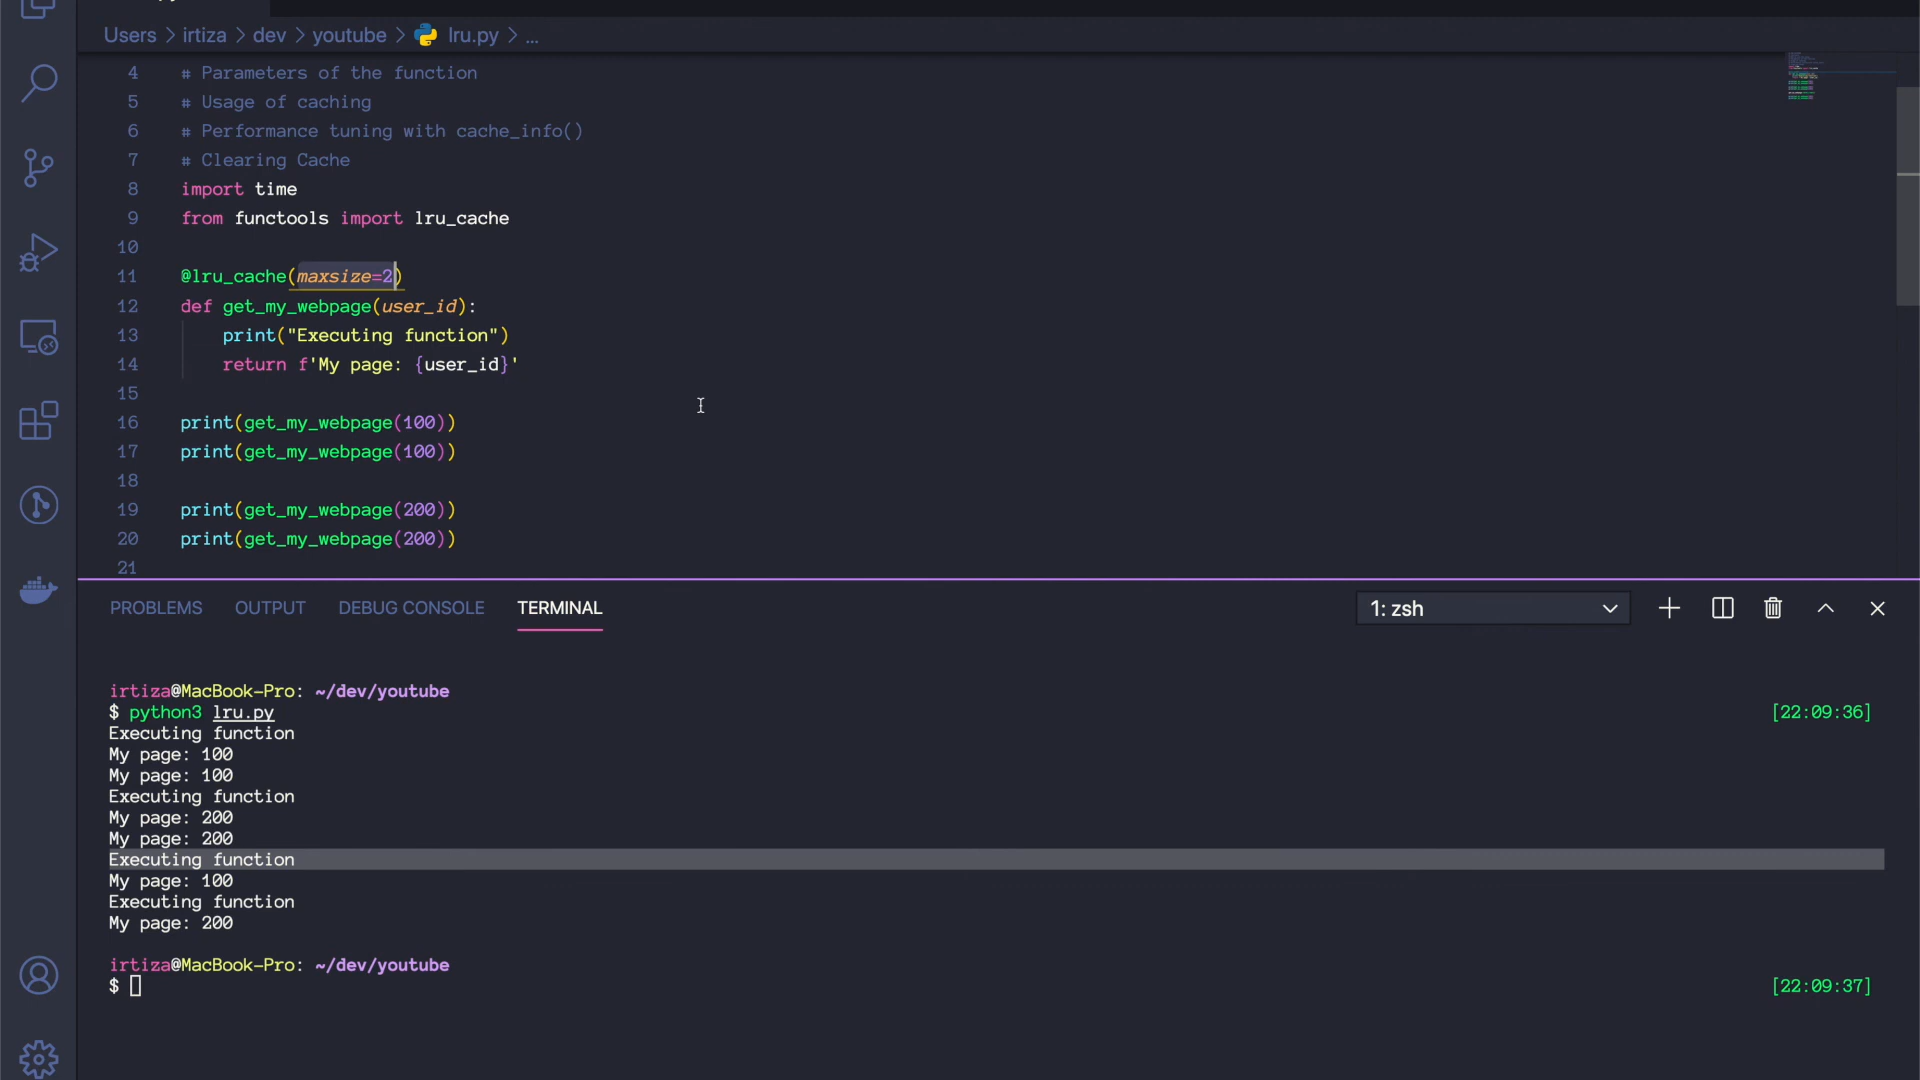 Users > irtiza > dev > youtube > lru.py > ...
4 # Parameters of the function
5 # Usage of caching
6 # Performance tuning with cache_info()
7 # Clearing Cache
8 import time
9 from functools import lru_cache
10
11 @lru_cache(maxsize=2)
12 def get_my_webpage(user_id):
13 print("Executing function")
14 return f'My page: {user_id}'
15
16 print(get_my_webpage(100))
17 print(get_my_webpage(100))
18
19 print(get_my_webpage(200))
20 print(get_my_webpage(200))
21
PROBLEMS OUTPUT DEBUG CONSOLE TERMINAL 1: zsh
irtiza@MacBook-Pro: ~/dev/youtube
$ python3 lru.py [22:09:36]
Executing function
My page: 100
My page: 100
Executing function
My page: 200
My page: 200
Executing function
My page: 100
Executing function
My page: 200
irtiza@MacBook-Pro: ~/dev/youtube
$ [22:09:37]